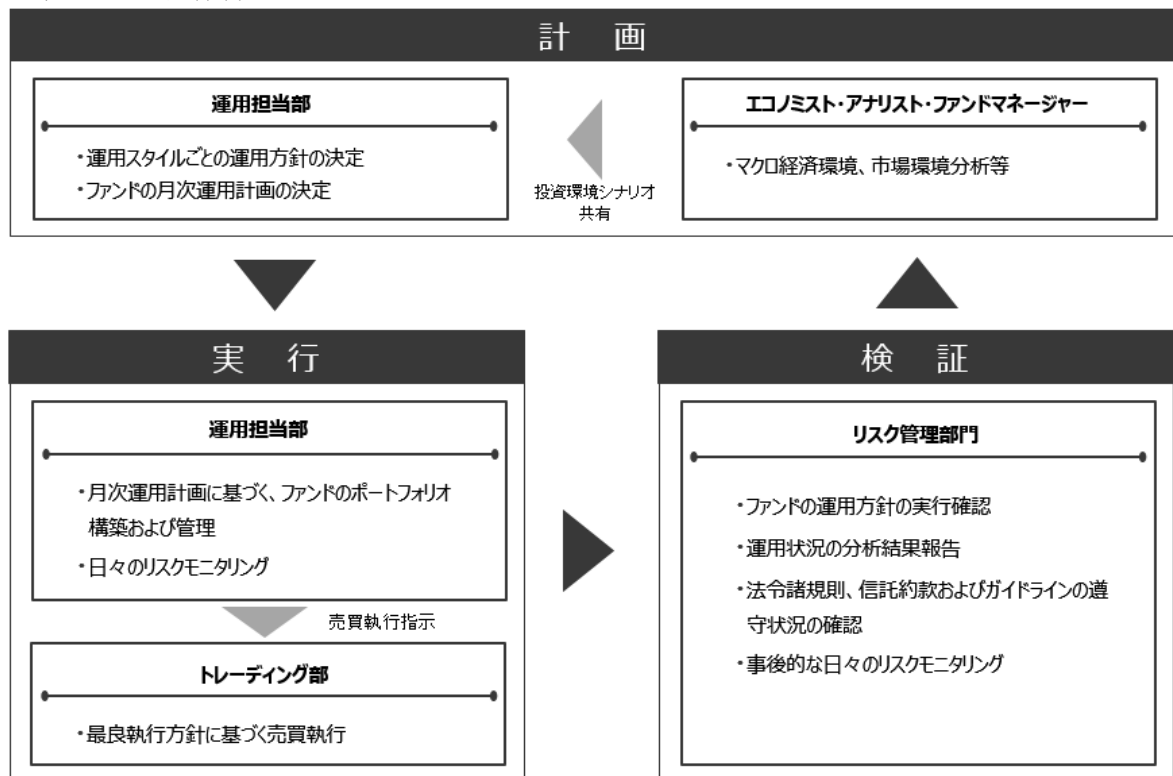 計 画
運用担当部
・運用スタイルごとの運用方針の決定
・ファンドの月次運用計画の決定
投資環境シナリオ
共有
エコノミスト・アナリスト・ファンドマネージャー
・マクロ経済環境、市場環境分析等
実 行
運用担当部
・月次運用計画に基づく、ファンドのポートフォリオ
構築および管理
・日々のリスクモニタリング
売買執行指示
トレーディング部
・最良執行方針に基づく売買執行
検 証
リスク管理部門
・ファンドの運用方針の実行確認
・運用状況の分析結果報告
・法令諸規則、信託約款およびガイドラインの遵
守状況の確認
・事後的な日々のリスクモニタリング